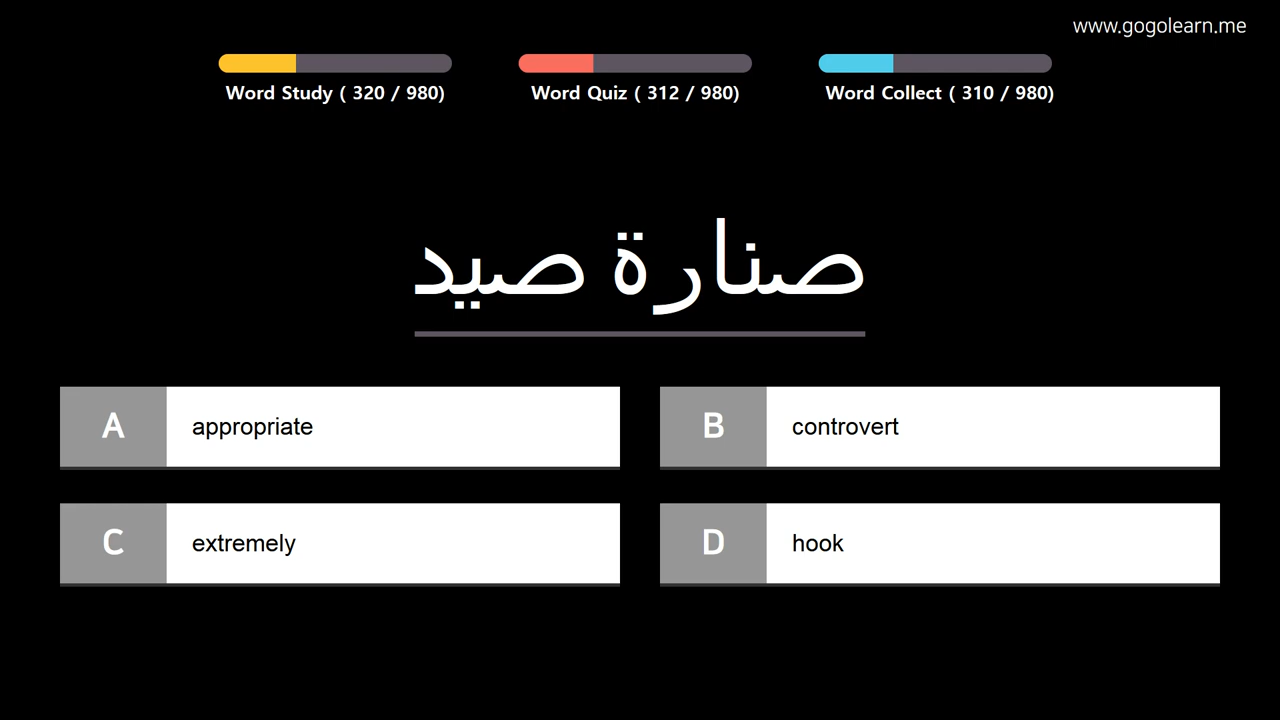 www.gogolearn.me
Word Study ( 320 / 980)
Word Quiz ( 312 / 980)
Word Collect ( 310 / 980)
صنارة صيد
A appropriate
B controvert
C extremely
D hook